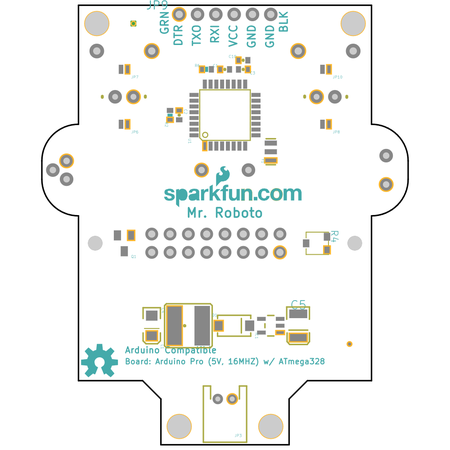 GRN
DTR
TXO
RXI
VCC
GND
GND
BLK
sparkfun.com
Mr. Roboto
R4
C5
Arduino Compatible
Board: Arduino Pro (5V, 16MHZ) w/ ATmega328